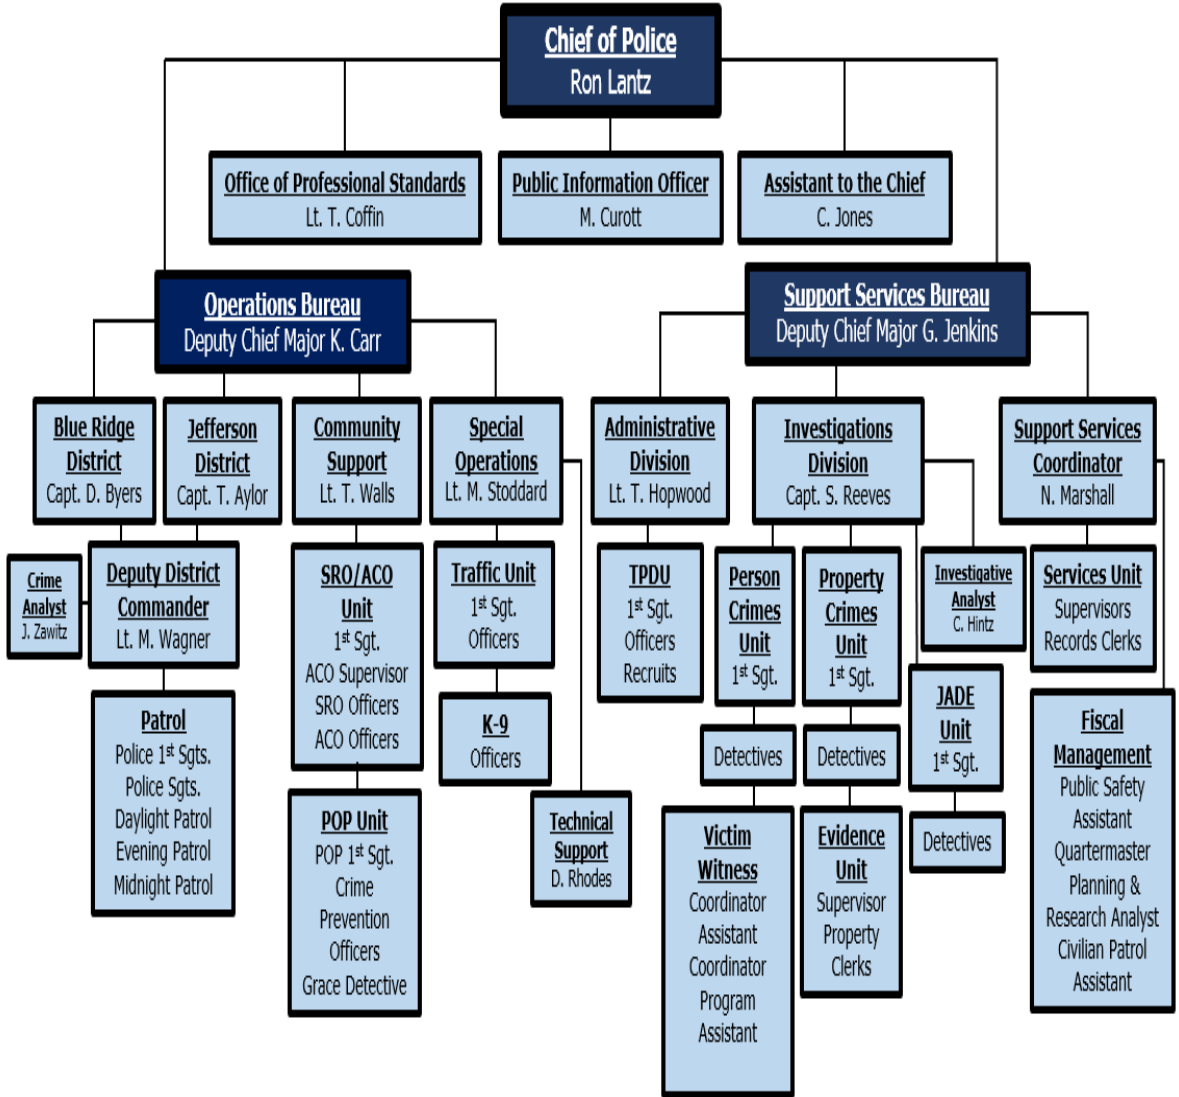 Chief of Police
Ron Lantz
Office of Professional Standards
Lt. T. Coffin
Public Information Officer
M. Curott
Assistant to the Chief
C. Jones
Operations Bureau
Deputy Chief Major K. Carr
Support Services Bureau
Deputy Chief Major G. Jenkins
Blue Ridge
District
Capt. D. Byers
Jefferson
District
Capt. T. Aylor
Community
Support
Lt. T. Walls
Special
Operations
Lt. M. Stoddard
Administrative
Division
Lt. T. Hopwood
Investigations
Division
Capt. S. Reeves
Support Services
Coordinator
N. Marshall
Crime
Analyst
J. Zawitz
Deputy District
Commander
Lt. M. Wagner
SRO/ACO
Unit
1st Sgt.
ACO Supervisor
SRO Officers
ACO Officers
Traffic Unit
1st Sgt.
Officers
TPDU
1st Sgt.
Officers
Recruits
Person
Crimes
Unit
1st Sgt.
Property
Crimes
Unit
1st Sgt.
Investigative
Analyst
C. Hintz
Services Unit
Supervisors
Records Clerks
Patrol
Police 1st Sgts.
Police Sgts.
Daylight Patrol
Evening Patrol
Midnight Patrol
K-9
Officers
Detectives
Detectives
JADE
Unit
1st Sgt.
Detectives
Fiscal
Management
Public Safety
Assistant
Quartermaster
Planning &
Research Analyst
Civilian Patrol
Assistant
POP Unit
POP 1st Sgt.
Crime
Prevention
Officers
Grace Detective
Technical
Support
D. Rhodes
Victim
Witness
Coordinator
Assistant
Coordinator
Program
Assistant
Evidence
Unit
Supervisor
Property
Clerks